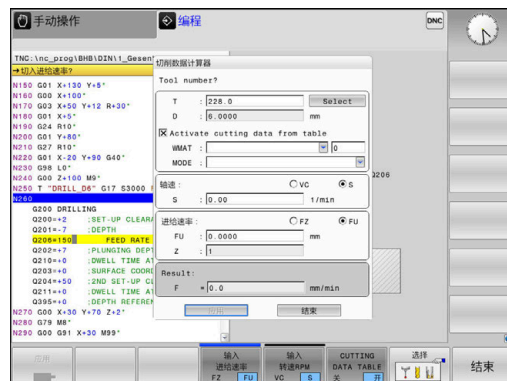 手动操作
编程
DNC
TNC:\nc_prog\BHB\DIN\1_Gesen
→切入进给速率?
N150 G01 X+130 Y+5*
N160 G00 X+100*
N170 G03 X+50 Y+12 R+30*
N180 G01 X+5*
N190 G24 R10*
N200 G01 Y+80*
N210 G27 R10*
N220 G01 X-20 Y+90 G40*
N230 G98 L0*
N240 G00 Z+100 M9*
N250 T "DRILL_D6" G17 S3000
N260
G200 DRILLING
Q200=+2 ;SET-UP CLEARA
Q201=-7 ;DEPTH
Q206=150 FEED RATE
Q202=+7 ;PLUNGING DEPT
Q210=+0 ;DWELL TIME AT
Q203=+0 ;SURFACE COORD
Q204=+50 ;2ND SET-UP CL
Q211=+0 ;DWELL TIME AT
Q395=+0 ;DEPTH REFEREN
N270 G00 X+30 Y+70 Z+2*
N280 G79 M8*
N290 G00 G91 X+30 M99*
切削数据计算器
Tool number?
T : 228.0 Select
D : 6.0000 mm
Activate cutting data from table
WMAT : 0
MODE :
Q206
轴速: VC S
S : 0.00 1/min
进给速率: FZ FU
FU : 0.0000 mm
Z : 1
Result:
F = 0.0 mm/min
应用 结束
应用
输入
进给速率
FZ FU
输入
转速RPM
VC S
CUTTING
DATA TABLE
关 开
选择
结束